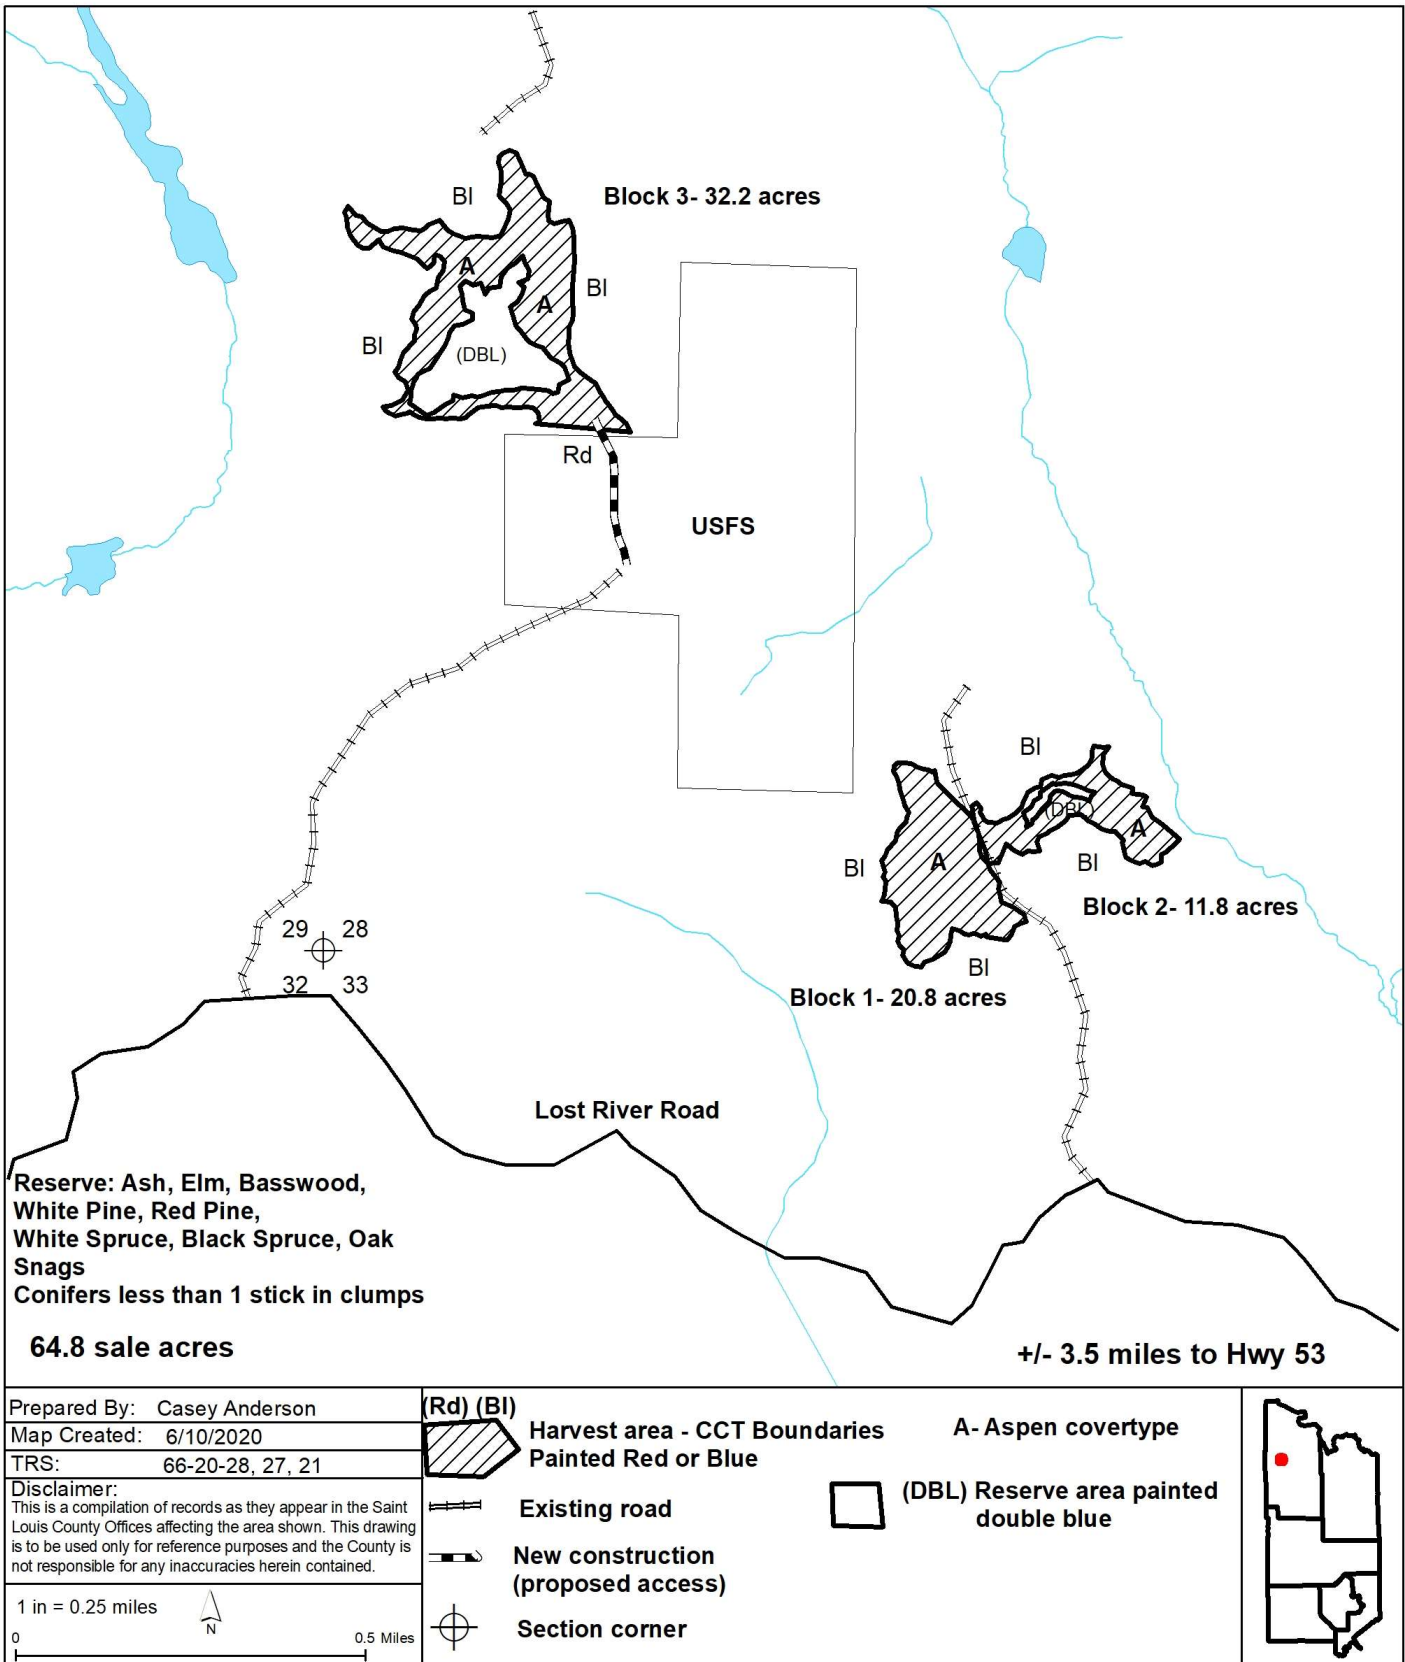 Bl
Block 3- 32.2 acres
A
Bl
A
Bl
(DBL)
Rd
USFS
Bl
(DBL)
A
Bl
A
Bl
Block 2- 11.8 acres
29 28
32 33
Bl
Block 1- 20.8 acres
Lost River Road
Reserve: Ash, Elm, Basswood,
White Pine, Red Pine,
White Spruce, Black Spruce, Oak
Snags
Conifers less than 1 stick in clumps
64.8 sale acres
+/- 3.5 miles to Hwy 53
Prepared By: Casey Anderson
Map Created: 6/10/2020
TRS: 66-20-28, 27, 21
Disclaimer:
This is a compilation of records as they appear in the Saint
Louis County Offices affecting the area shown. This drawing
is to be used only for reference purposes and the County is
not responsible for any inaccuracies herein contained.
1 in = 0.25 miles
N
0 0.5 Miles
(Rd) (Bl)
Harvest area - CCT Boundaries
Painted Red or Blue
Existing road
New construction
(proposed access)
Section corner
A- Aspen covertype
(DBL) Reserve area painted
double blue